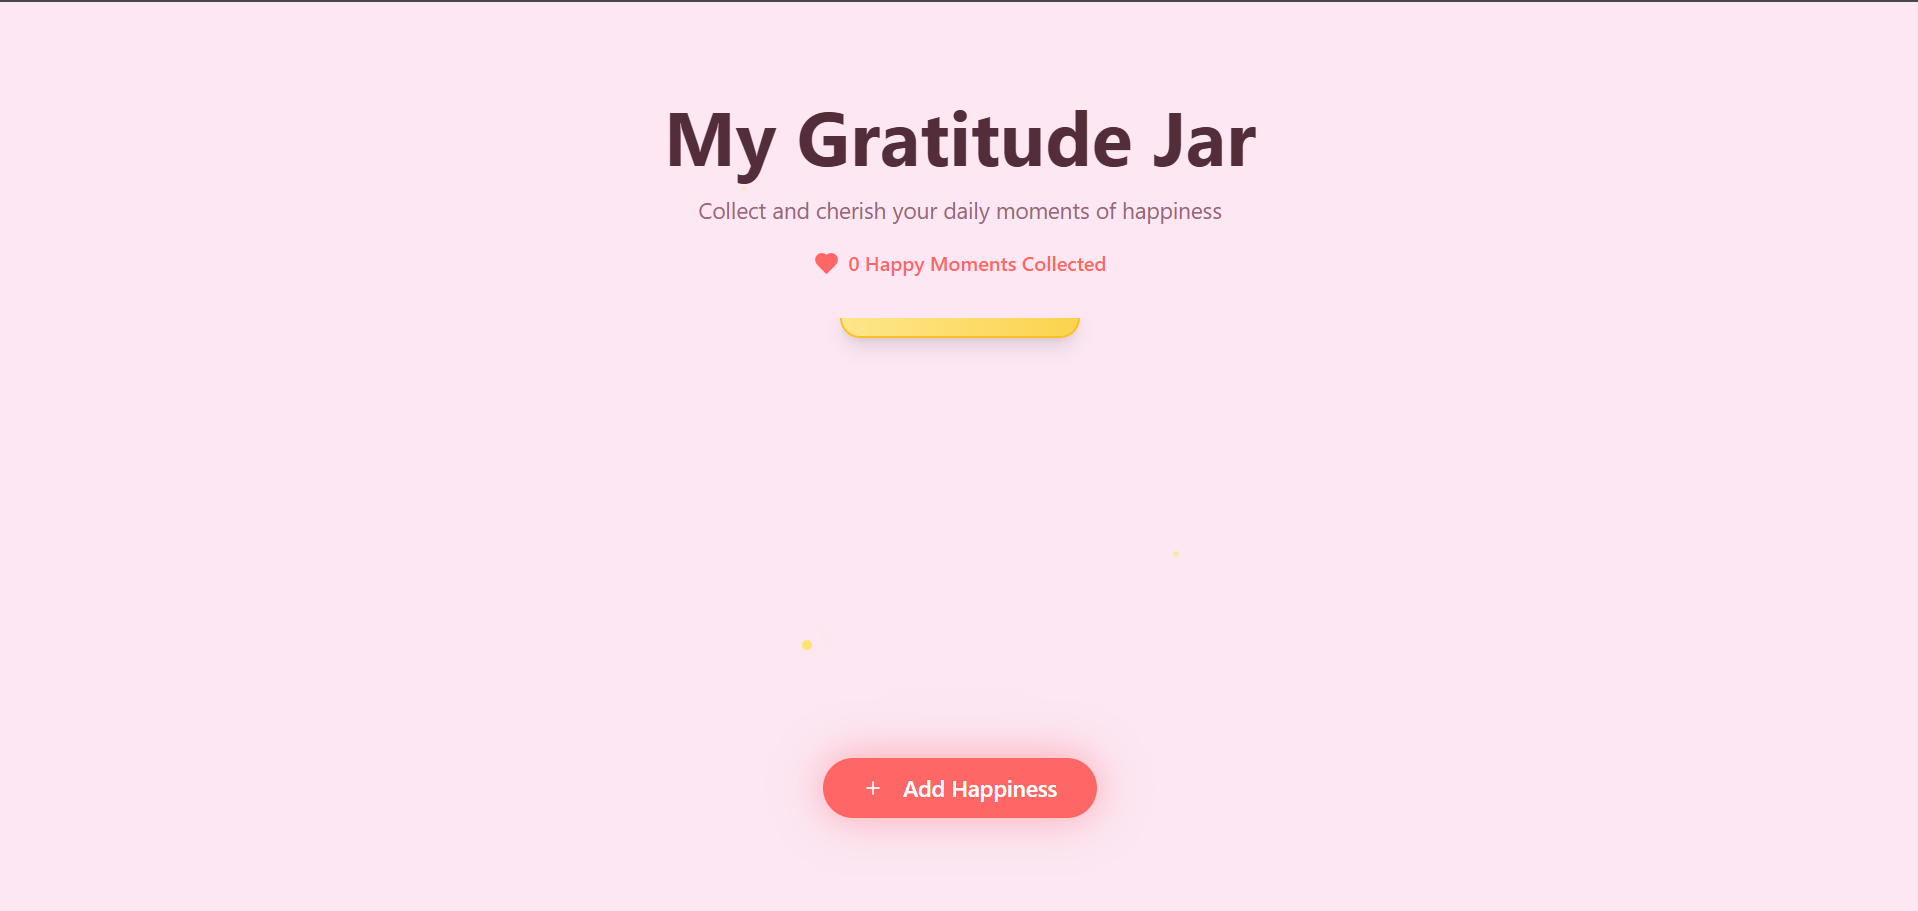 My Gratitude Jar
Collect and cherish your daily moments of happiness
0 Happy Moments Collected
+ Add Happiness